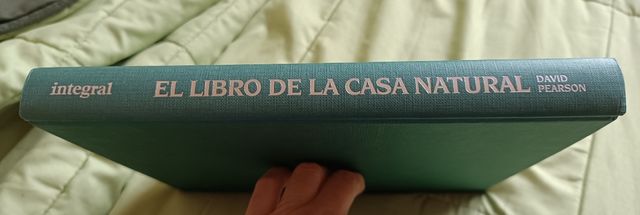 integral
EL LIBRO DE LA CASA NATURAL
DAVID
PEARSON